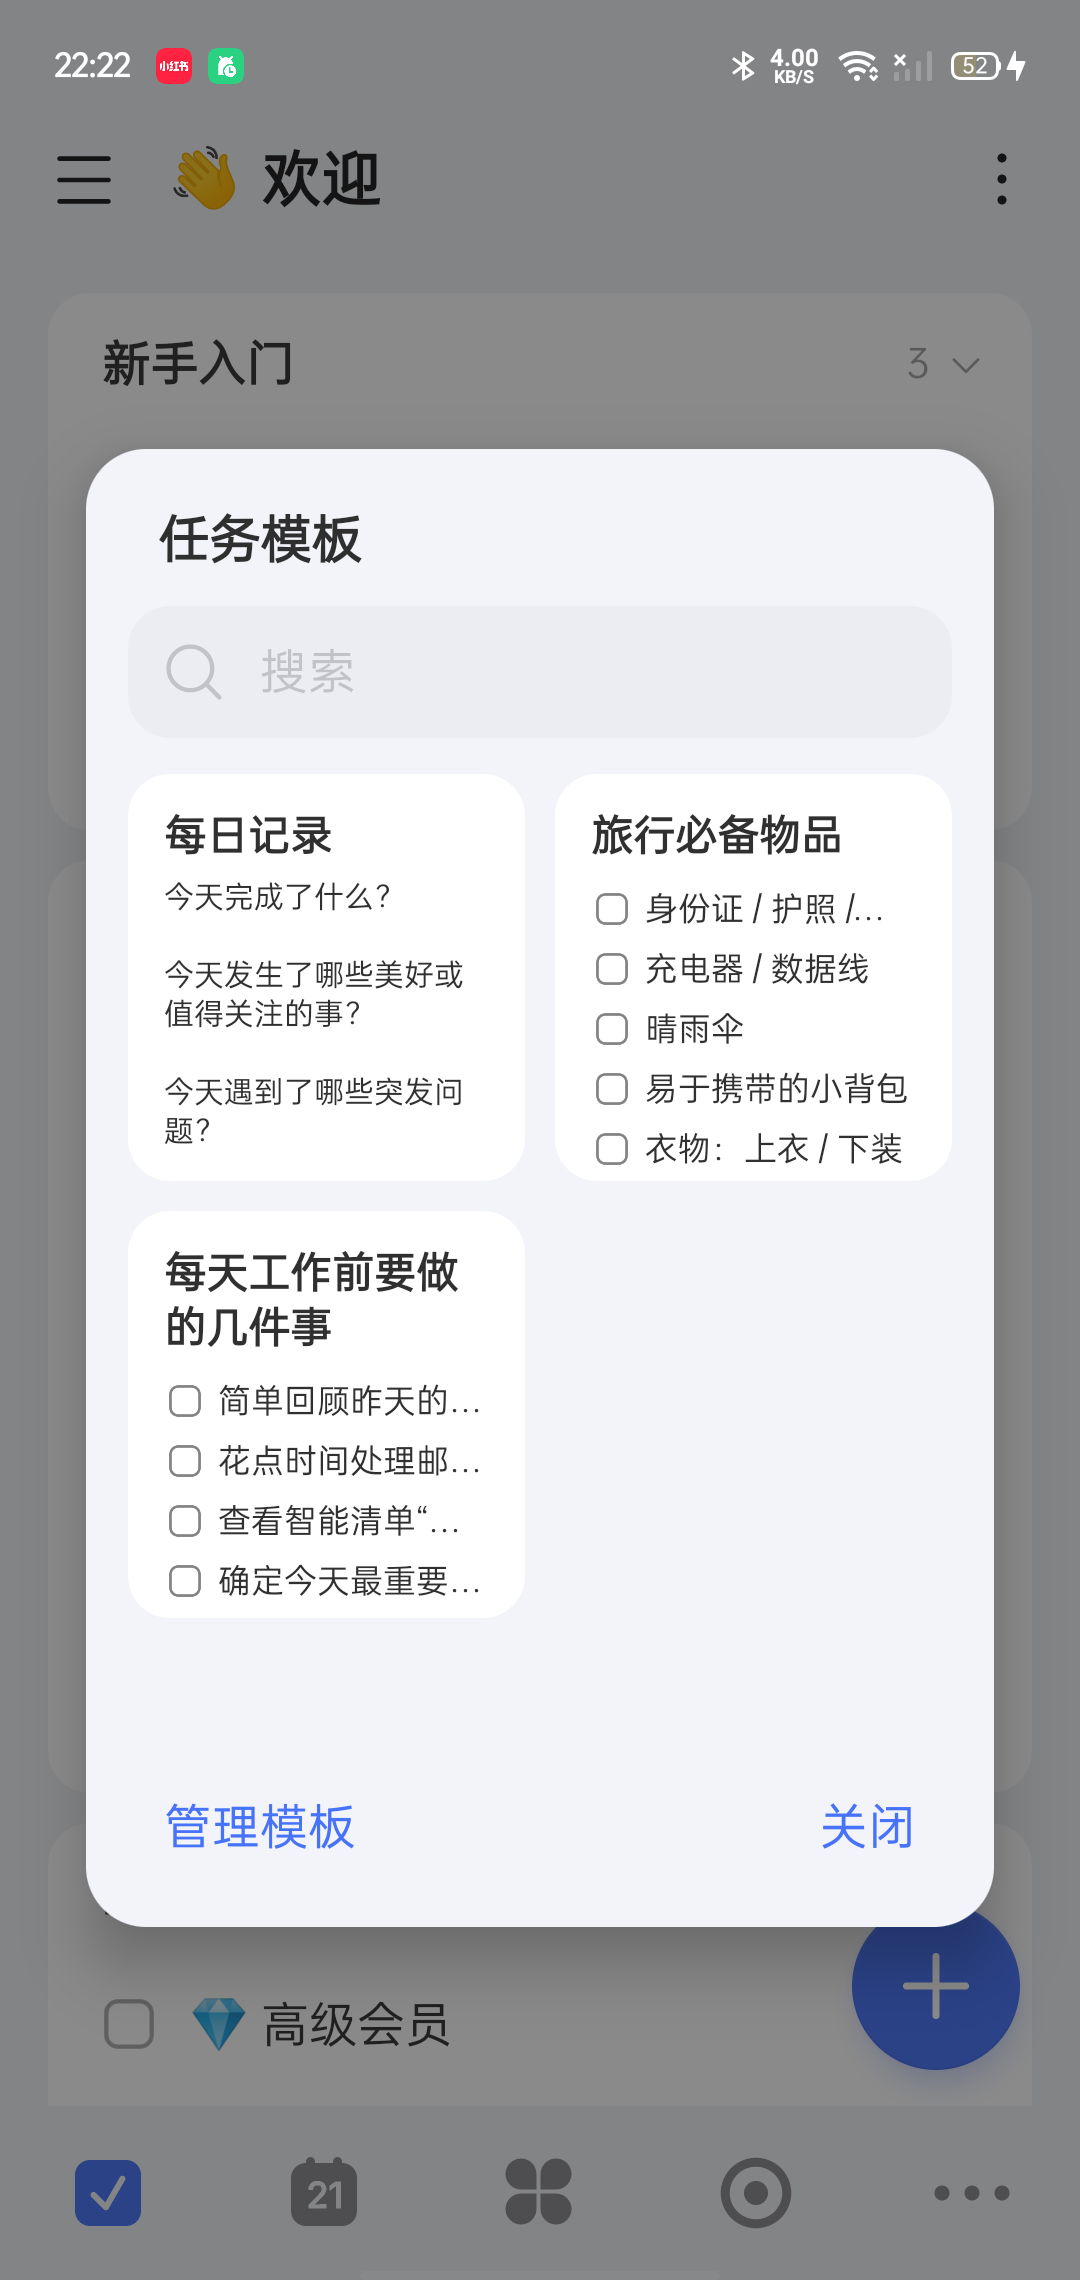 22:22
小红书
4.00
KB/S
52
欢迎
新手入门
3
任务模板
搜索
每日记录
今天完成了什么？
今天发生了哪些美好或
值得关注的事？
今天遇到了哪些突发问
题？
旅行必备物品
身份证 / 护照 /...
充电器 / 数据线
晴雨伞
易于携带的小背包
衣物：上衣 / 下装
每天工作前要做
的几件事
简单回顾昨天的...
花点时间处理邮...
查看智能清单“...
确定今天最重要...
管理模板
关闭
高级会员
21